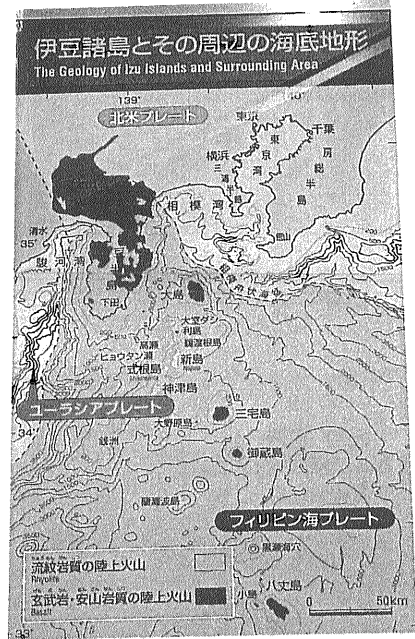 伊豆諸島とその周辺の海底地形
The Geology of Izu Islands and Surrounding Area
139°
北米プレート
東京
千葉
東京湾
房総半島
横浜
三浦半島
相模湾
館山
清水
35°
駿河湾
下田
大島
大室ダシ
利島
鵜渡根島
高瀬
ヒョウタン瀬
新島
式根島
神津島
ユーラシアプレート
三宅島
大野原島
34°
銭洲
御蔵島
藺灘波島
フィリピン海プレート
黒瀬海穴
流紋岩質の陸上火山
Rhyolite
玄武岩・安山岩質の陸上火山
Basalt
八丈島
小島
0 50km
33°